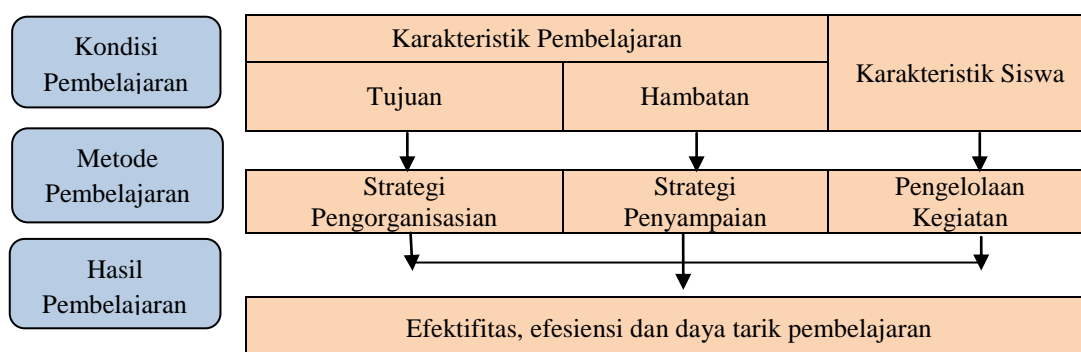 Kondisi
Pembelajaran
Karakteristik Pembelajaran
Karakteristik Siswa
Tujuan
Hambatan
Metode
Pembelajaran
Strategi
Pengorganisasian
Strategi
Penyampaian
Pengelolaan
Kegiatan
Hasil
Pembelajaran
Efektifitas, efesiensi dan daya tarik pembelajaran